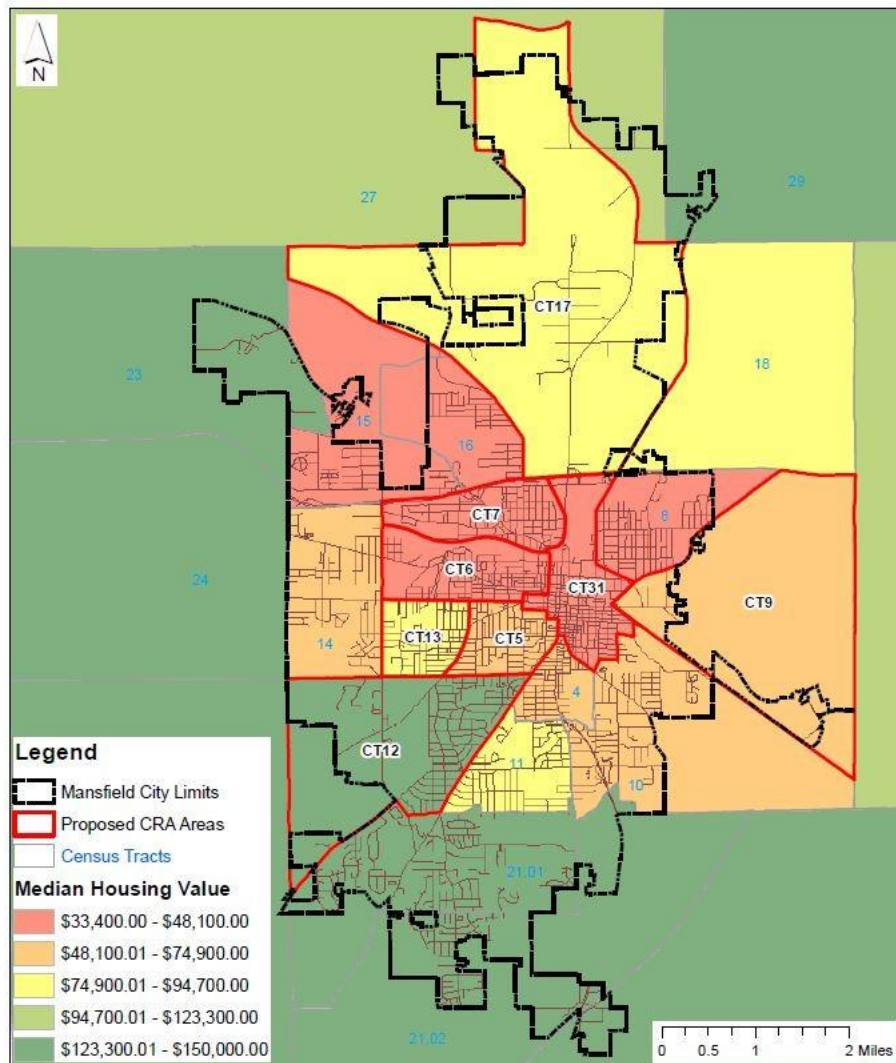 N
29
27
CT17
18
23
15
16
CT7
8
CT6
CT31
24
CT9
CT13
CT5
14
4
CT12
11
10
21.01
21.02
Legend
Mansfield City Limits
Proposed CRA Areas
Census Tracts
Median Housing Value
$33,400.00 - $48,100.00
$48,100.01 - $74,900.00
$74,900.01 - $94,700.00
$94,700.01 - $123,300.00
$123,300.01 - $150,000.00
0 0.5 1 2 Miles